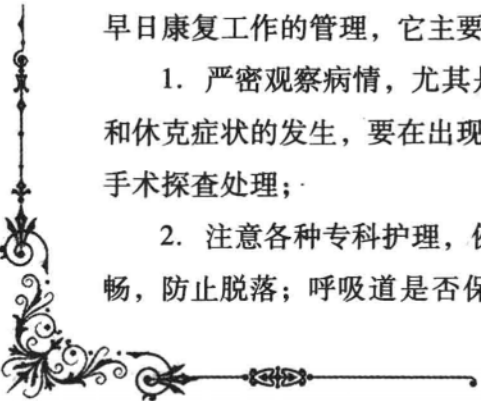 早日康复工作的管理，它主要
1. 严密观察病情，尤其
和休克症状的发生，要在出现
手术探查处理；
2. 注意各种专科护理，
畅，防止脱落；呼吸道是否保